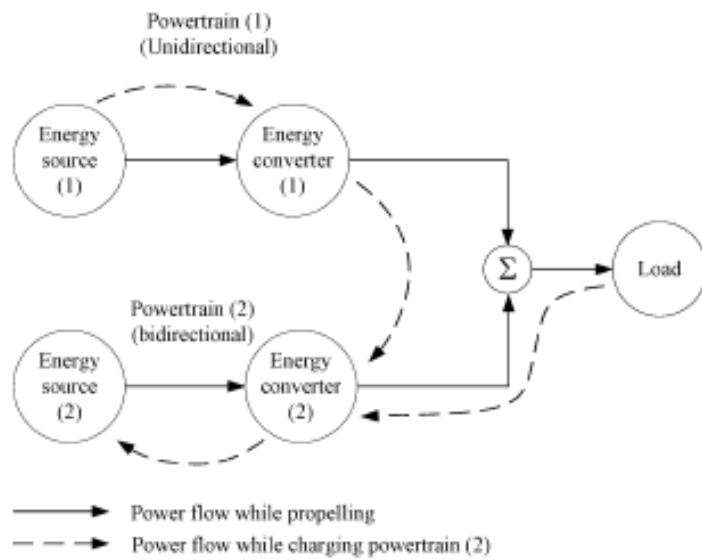 Powertrain (1)
(Unidirectional)
Energy
source
(1)
Energy
converter
(1)
Σ
Load
Powertrain (2)
(bidirectional)
Energy
source
(2)
Energy
converter
(2)
Power flow while propelling
Power flow while charging powertrain (2)